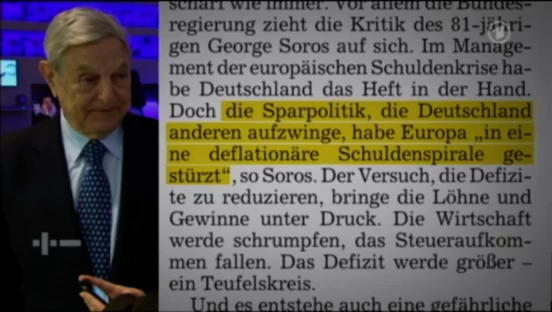 scharf wie immer. Vor allem die Bundes-
regierung zieht die Kritik des 81-jähri-
gen George Soros auf sich. Im Manage-
ment der europäischen Schuldenkrise ha-
be Deutschland das Heft in der Hand.
Doch die Sparpolitik, die Deutschland
anderen aufzwinge, habe Europa „in ei-
ne deflationäre Schuldenspirale ge-
stürzt“, so Soros. Der Versuch, die Defizi-
te zu reduzieren, bringe die Löhne und
Gewinne unter Druck. Die Wirtschaft
werde schrumpfen, das Steueraufkom-
men fallen. Das Defizit werde größer –
ein Teufelskreis.
Und es entstehe auch eine gefährliche